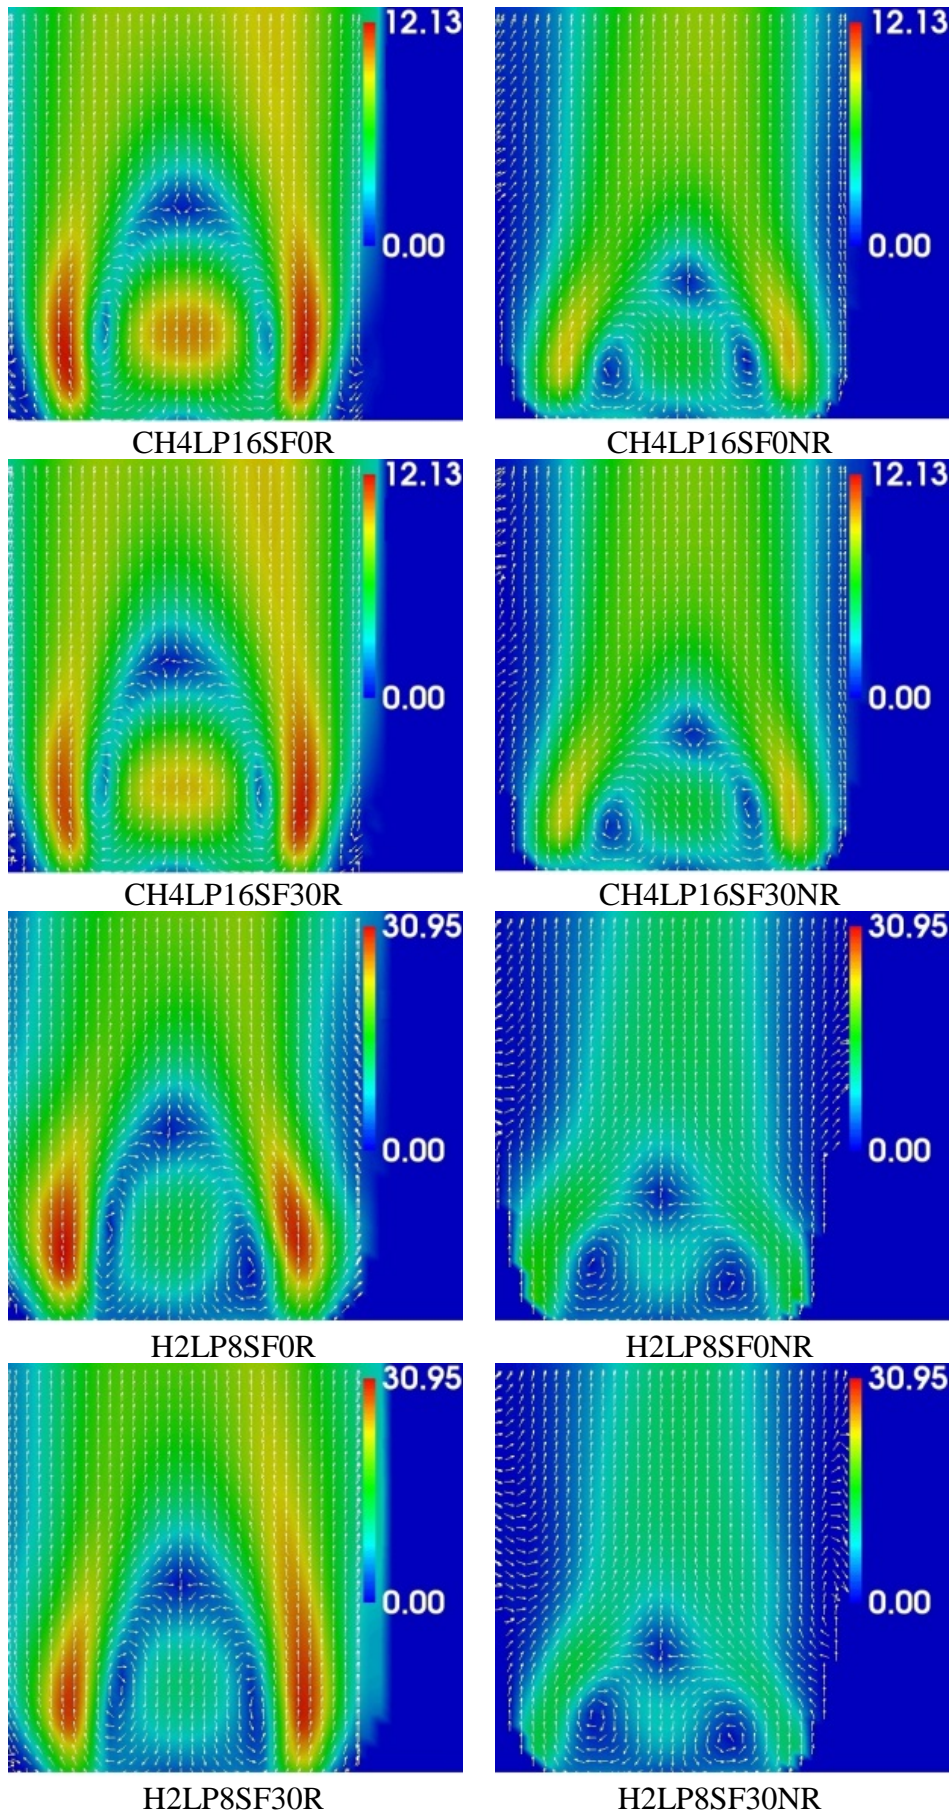 12.13 12.13
0.00 0.00
CH4LP16SF0R CH4LP16SF0NR
12.13 12.13
0.00 0.00
CH4LP16SF30R CH4LP16SF30NR
30.95 30.95
0.00 0.00
H2LP8SF0R H2LP8SF0NR
30.95 30.95
0.00 0.00
H2LP8SF30R H2LP8SF30NR